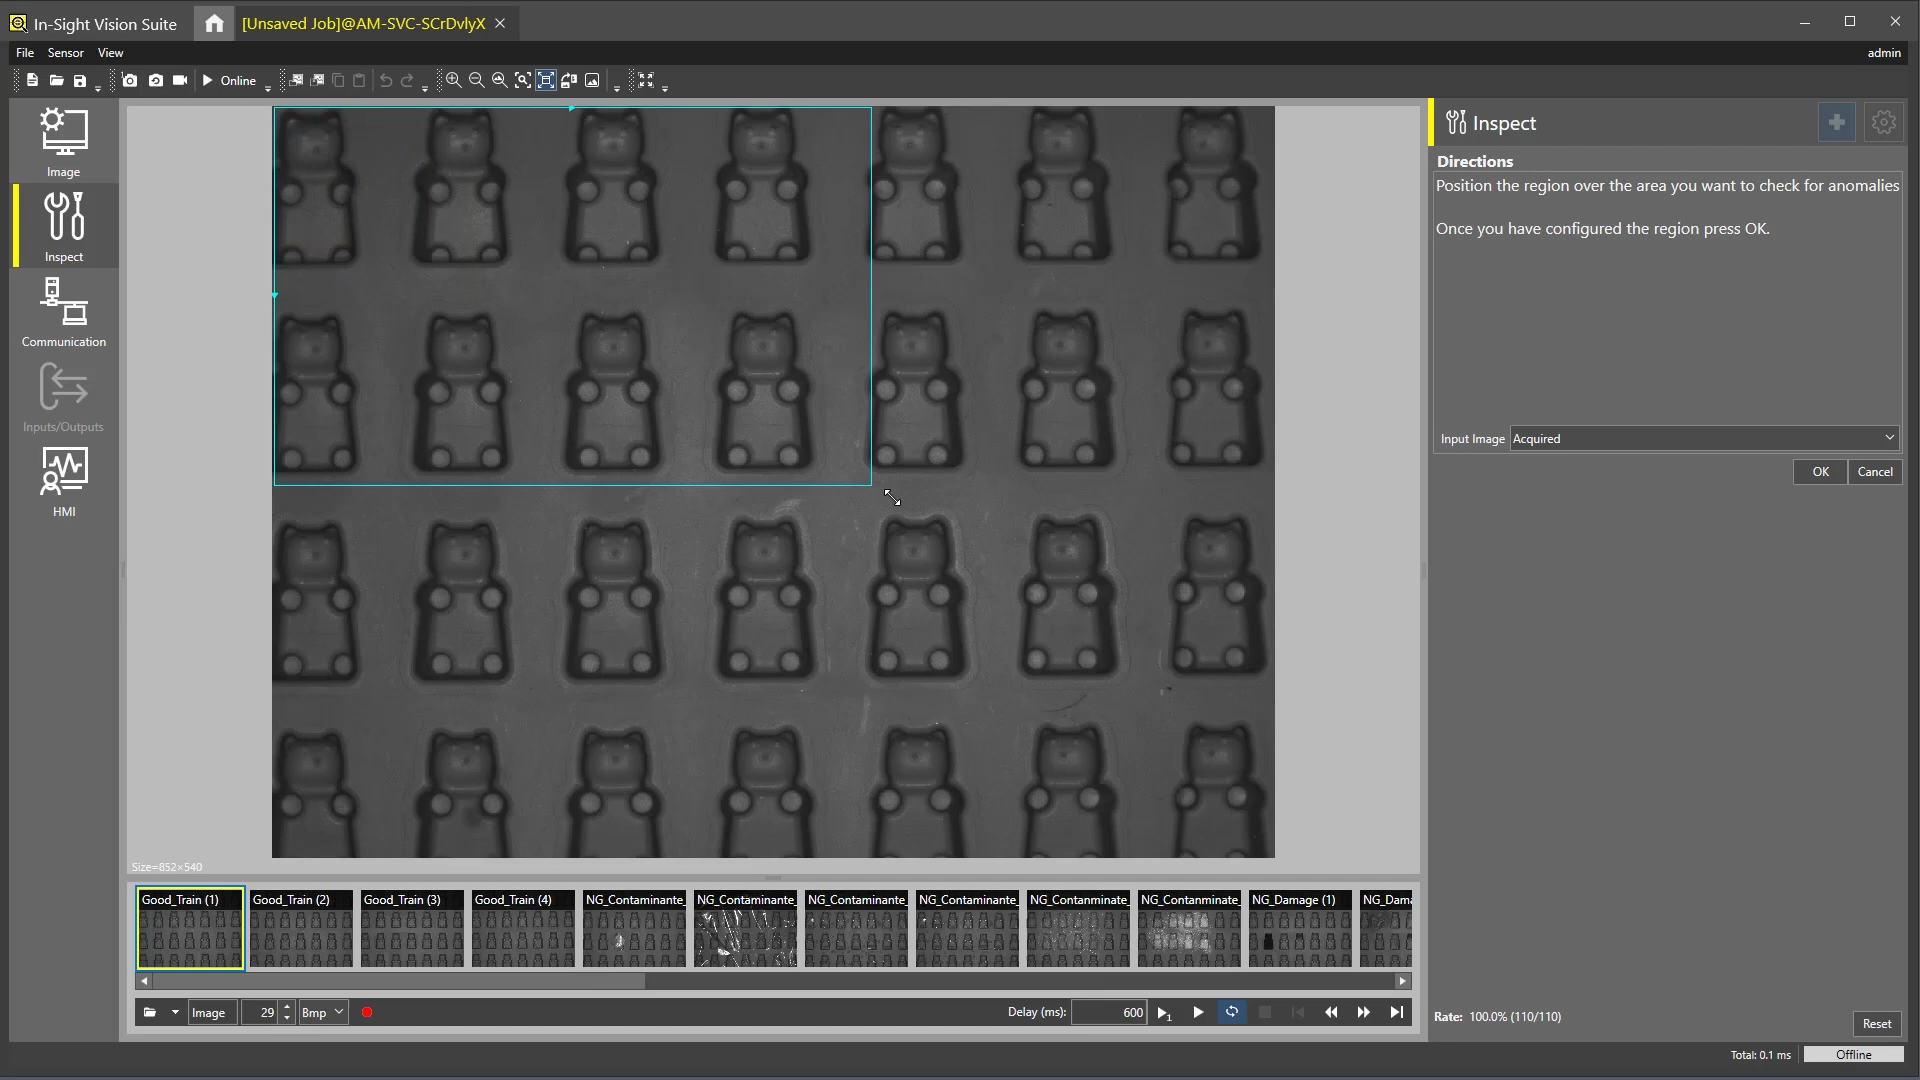 In-Sight Vision Suite
[Unsaved Job]@AM-SVC-SCrDvlyX
File Sensor View
admin
Online
Image
Inspect
Communication
Inputs/Outputs
HMI
Inspect
Directions
Position the region over the area you want to check for anomalies
Once you have configured the region press OK.
Input Image Acquired
OK Cancel
Size=852×540
Good_Train (1)
Good_Train (2)
Good_Train (3)
Good_Train (4)
NG_Contaminante_
NG_Contaminante_
NG_Contaminante_
NG_Contaminante_
NG_Contanminate_
NG_Contanminate_
NG_Damage (1)
NG_Dama
Image 29 Bmp
Delay (ms): 600
Rate: 100.0% (110/110)
Reset
Total: 0.1 ms
Offline